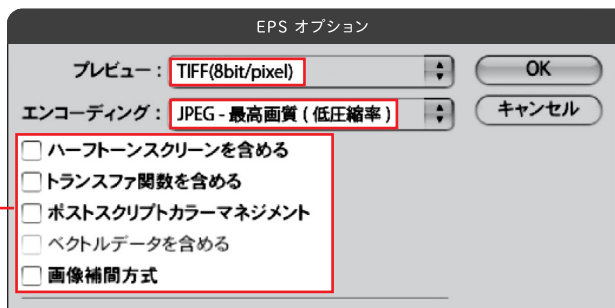 EPS オプション
プレビュー： TIFF(8bit/pixel)
OK
エンコーディング： JPEG - 最高画質 ( 低圧縮率 )
キャンセル
ハーフトーンスクリーンを含める
トランスファ関数を含める
ポストスクリプトカラーマネジメント
ベクトルデータを含める
画像補間方式